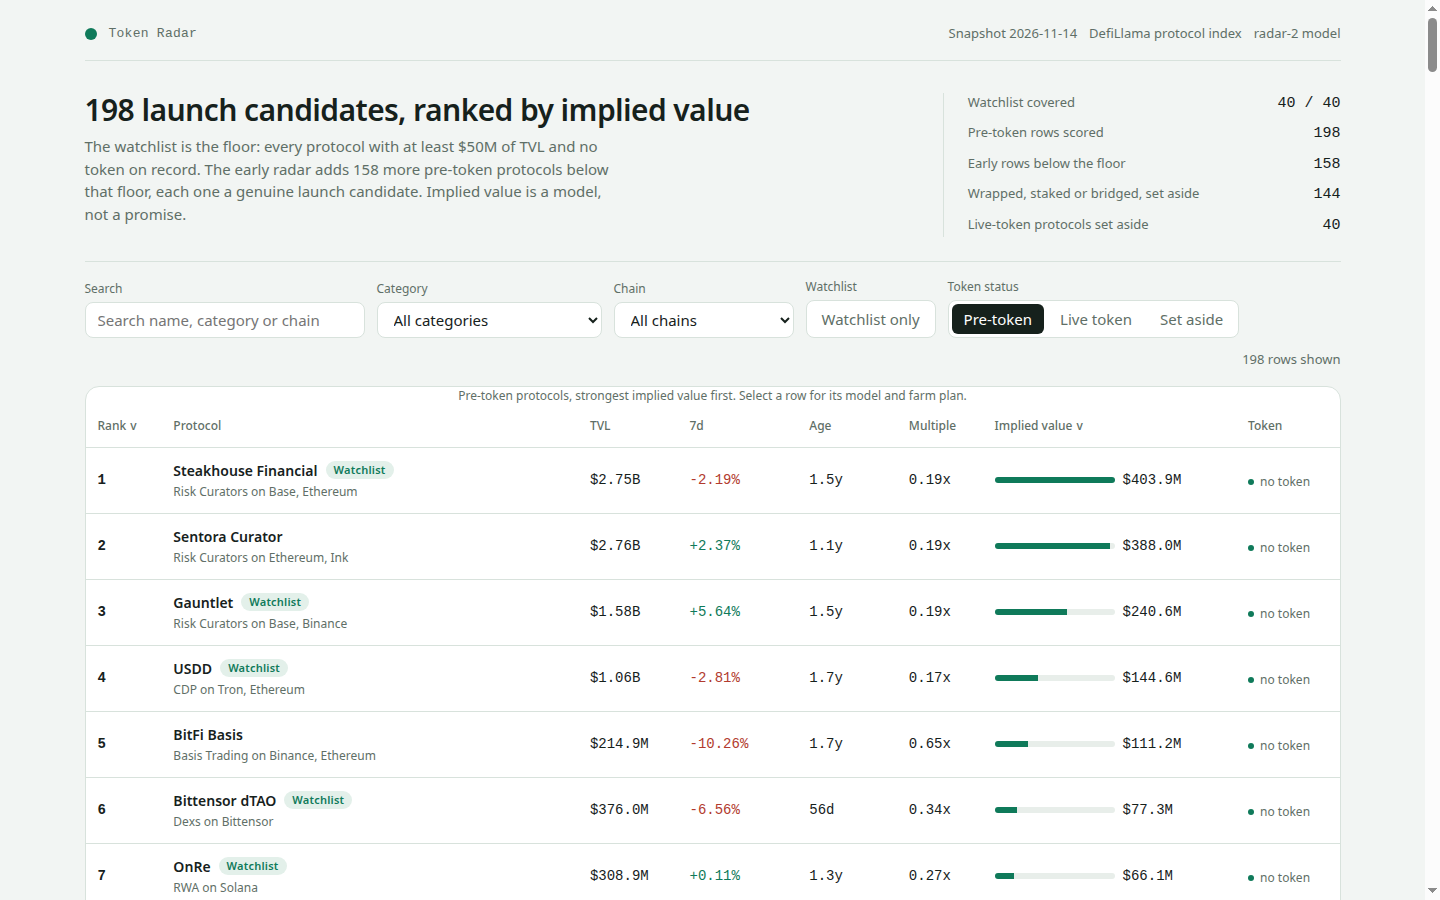 Token Radar
Snapshot 2026-11-14 DefiLlama protocol index radar-2 model
198 launch candidates, ranked by implied value
The watchlist is the floor: every protocol with at least $50M of TVL and no
token on record. The early radar adds 158 more pre-token protocols below
that floor, each one a genuine launch candidate. Implied value is a model,
not a promise.
Watchlist covered 40 / 40
Pre-token rows scored 198
Early rows below the floor 158
Wrapped, staked or bridged, set aside 144
Live-token protocols set aside 40
Search Category Chain Watchlist Token status
Search name, category or chain All categories All chains Watchlist only Pre-token Live token Set aside
198 rows shown
Pre-token protocols, strongest implied value first. Select a row for its model and farm plan.
Rank v Protocol TVL 7d Age Multiple Implied value v Token
1 Steakhouse Financial Watchlist $2.75B -2.19% 1.5y 0.19x $403.9M no token
Risk Curators on Base, Ethereum
2 Sentora Curator $2.76B +2.37% 1.1y 0.19x $388.0M no token
Risk Curators on Ethereum, Ink
3 Gauntlet Watchlist $1.58B +5.64% 1.5y 0.19x $240.6M no token
Risk Curators on Base, Binance
4 USDD Watchlist $1.06B -2.81% 1.7y 0.17x $144.6M no token
CDP on Tron, Ethereum
5 BitFi Basis $214.9M -10.26% 1.7y 0.65x $111.2M no token
Basis Trading on Binance, Ethereum
6 Bittensor dTAO Watchlist $376.0M -6.56% 56d 0.34x $77.3M no token
Dexs on Bittensor
7 OnRe Watchlist $308.9M +0.11% 1.3y 0.27x $66.1M no token
RWA on Solana